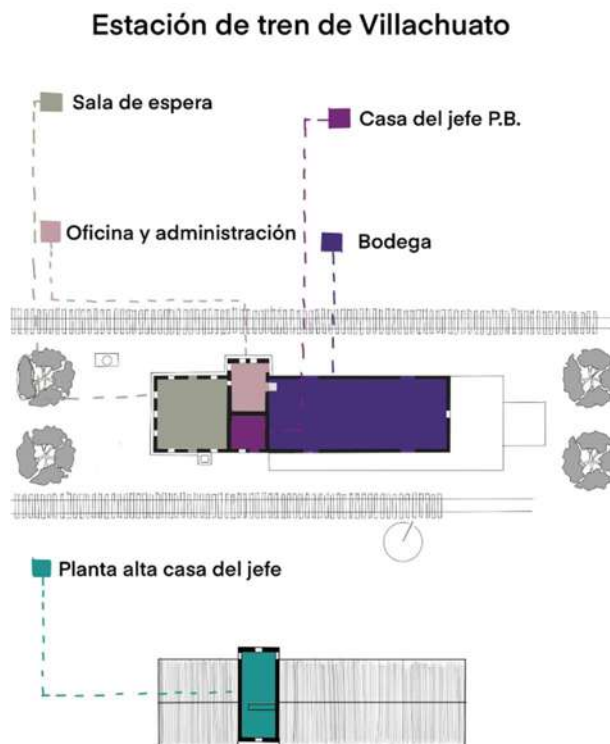 Estación de tren de Villachuato
Sala de espera
Casa del jefe P.B.
Oficina y administración
Bodega
Planta alta casa del jefe